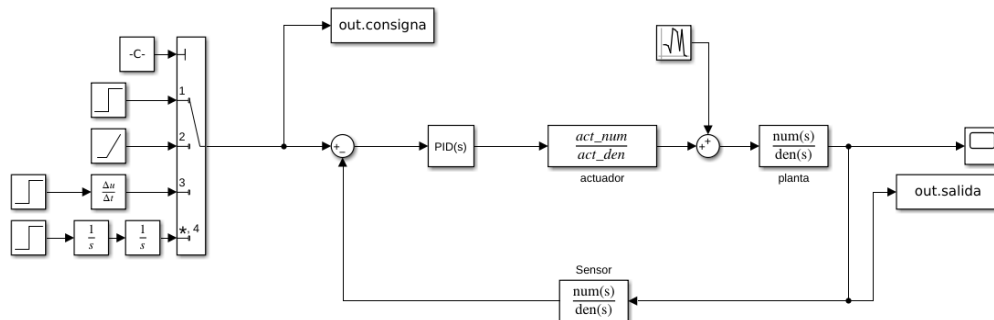 out.consigna
-C-
1
2
3
*, 4
Δu
Δt
1
s
1
s
+
−
PID(s)
act_num
act_den
actuador
+
+
num(s)
den(s)
planta
out.salida
Sensor
num(s)
den(s)